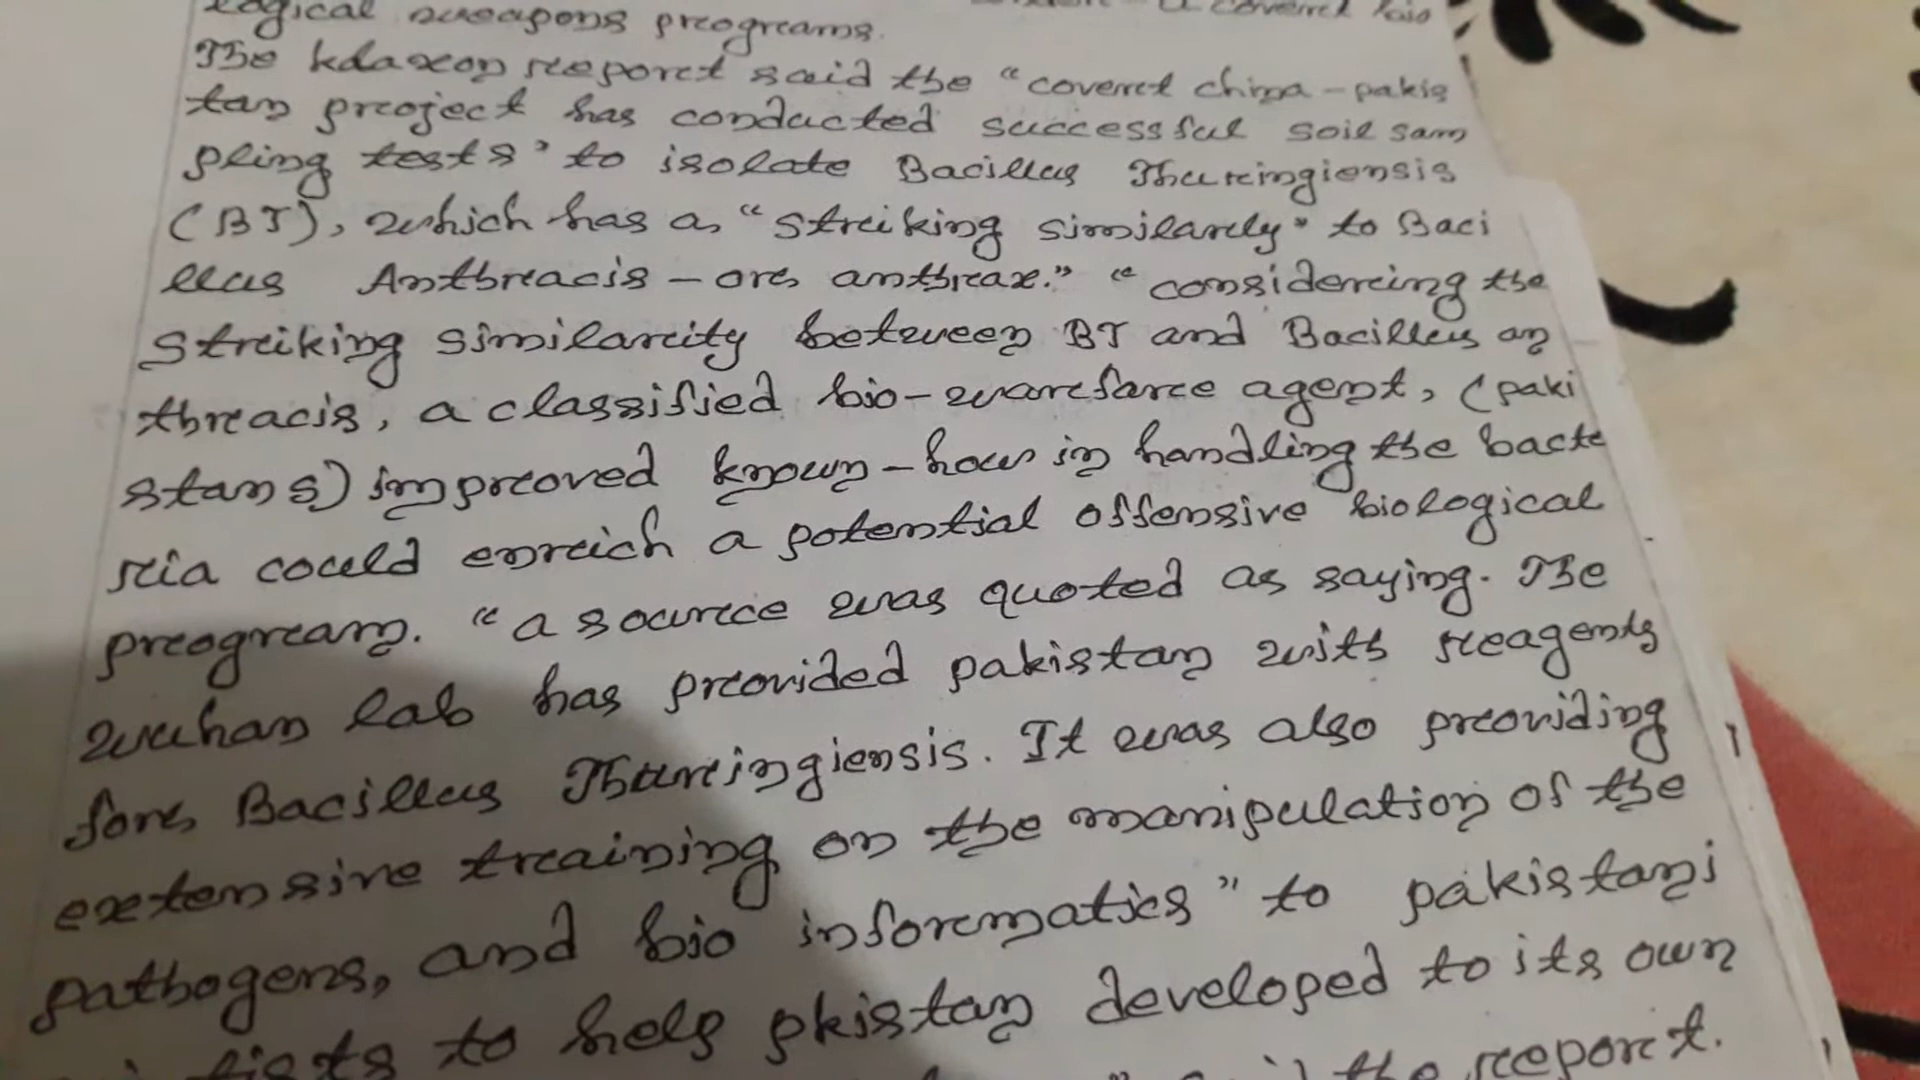 logical weapons programs.
The klaxon report said the "covert china - pakis
tan project has conducted successful soil sam
pling tests" to isolate Bacillus Thuringiensis
(BT), which has a "striking similarly" to Baci
llus Anthracis - or anthrax." "considering the
striking similarity between BT and Bacillus an
thracis, a classified bio-warfare agent, (paki
stans) improved known-how in handling the bacte
ria could enrich a potential offensive biological
program. "a source was quoted as saying. The
wuhan lab has provided pakistan with reagents
for Bacillus Thuringiensis. It was also providing
extensive training on the manipulation of the
pathogens, and bio informatics" to pakistani
to help pkistan developed to its own
the report.